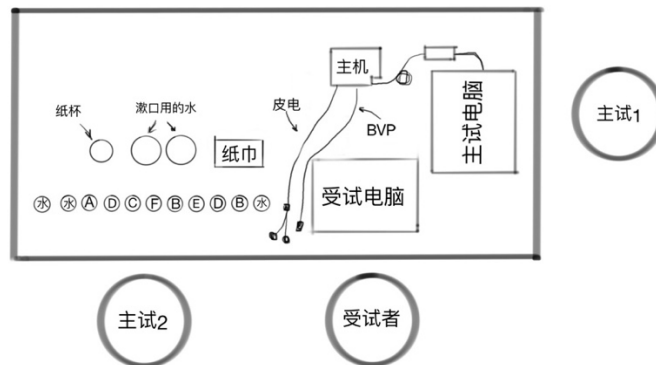 主机
纸杯
漱口用的水
皮电
BVP
纸巾
主试电脑
主试1
受试电脑
水 水 A D C F B E D B 水
主试2
受试者